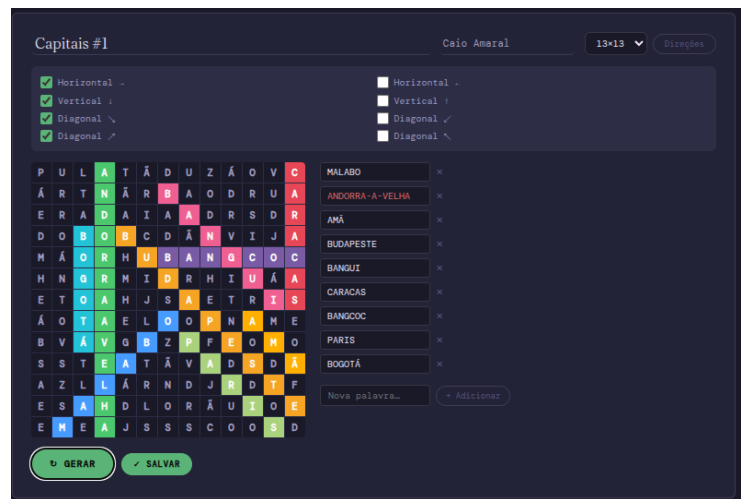 Capitais #1 Caio Amaral 13×13 Direções
Horizontal → Horizontal ←
Vertical ↓ Vertical ↑
Diagonal ↘ Diagonal ↙
Diagonal ↗ Diagonal ↖
P U L A T Ã D U Z Á O V C MALABO ×
Á R T N Ã R B A O D R U A ANDORRA-A-VELHA ×
E R A D A I A A D R S D R AMÃ ×
D O B O B C D Ã N V I J A BUDAPESTE ×
M Á O R H U B A N G C O C BANGUI ×
H N G R M I D R H I U Á A CARACAS ×
E T O A H J S A E T R I S BANGCOC ×
Á O T A E L O O P N A M E PARIS ×
B V Á V G B Z P F E O M O BOGOTÁ ×
S S T E A T Ã V A D S D Ã
A Z L L Á R N D J R D T F Nova palavra… + Adicionar
E S A H D L O R Ã U I O E
E M E A J S S S C O O S D
↻ GERAR ✓ SALVAR